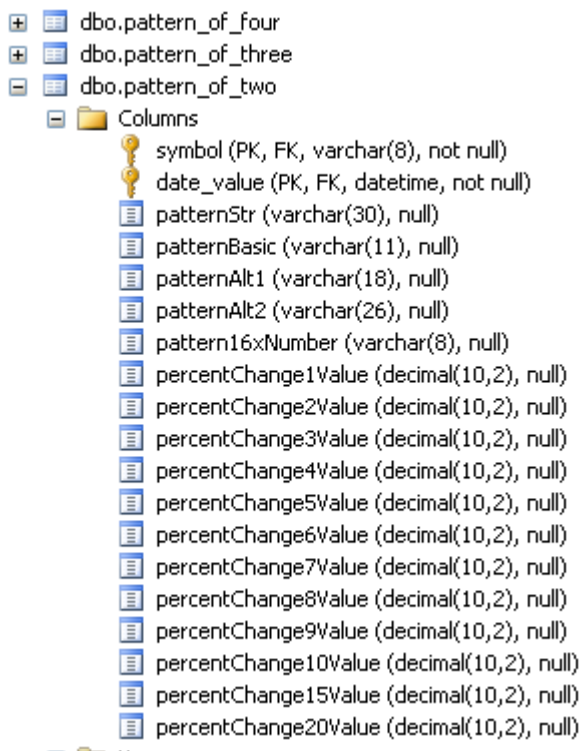 dbo.pattern_of_four
dbo.pattern_of_three
dbo.pattern_of_two
Columns
symbol (PK, FK, varchar(8), not null)
date_value (PK, FK, datetime, not null)
patternStr (varchar(30), null)
patternBasic (varchar(11), null)
patternAlt1 (varchar(18), null)
patternAlt2 (varchar(26), null)
pattern16xNumber (varchar(8), null)
percentChange1Value (decimal(10,2), null)
percentChange2Value (decimal(10,2), null)
percentChange3Value (decimal(10,2), null)
percentChange4Value (decimal(10,2), null)
percentChange5Value (decimal(10,2), null)
percentChange6Value (decimal(10,2), null)
percentChange7Value (decimal(10,2), null)
percentChange8Value (decimal(10,2), null)
percentChange9Value (decimal(10,2), null)
percentChange10Value (decimal(10,2), null)
percentChange15Value (decimal(10,2), null)
percentChange20Value (decimal(10,2), null)